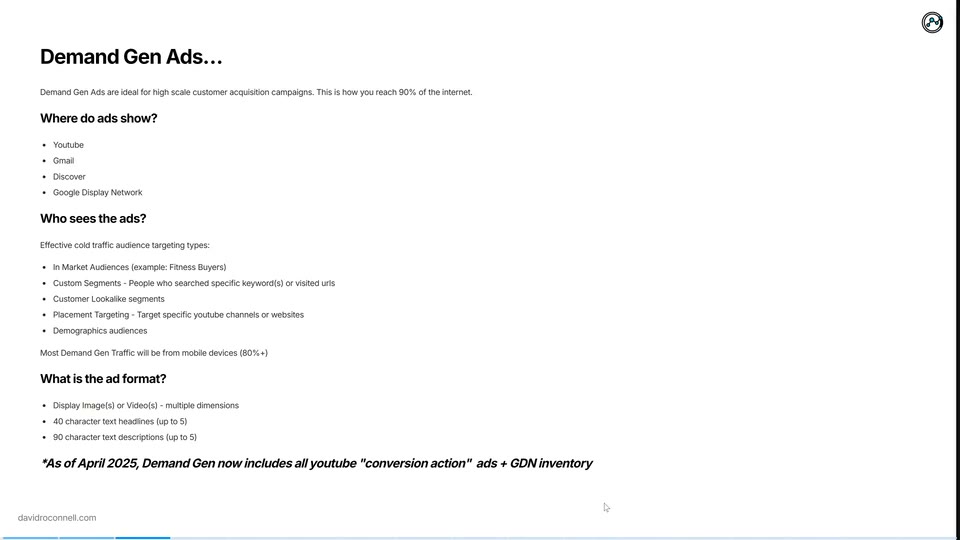 Demand Gen Ads...
Demand Gen Ads are ideal for high scale customer acquisition campaigns. This is how you reach 90% of the internet.
Where do ads show?
• Youtube
• Gmail
• Discover
• Google Display Network
Who sees the ads?
Effective cold traffic audience targeting types:
• In Market Audiences (example: Fitness Buyers)
• Custom Segments - People who searched specific keyword(s) or visited urls
• Customer Lookalike segments
• Placement Targeting - Target specific youtube channels or websites
• Demographics audiences
Most Demand Gen Traffic will be from mobile devices (80%+)
What is the ad format?
• Display Image(s) or Video(s) - multiple dimensions
• 40 character text headlines (up to 5)
• 90 character text descriptions (up to 5)
*As of April 2025, Demand Gen now includes all youtube "conversion action" ads + GDN inventory
davidroconnell.com